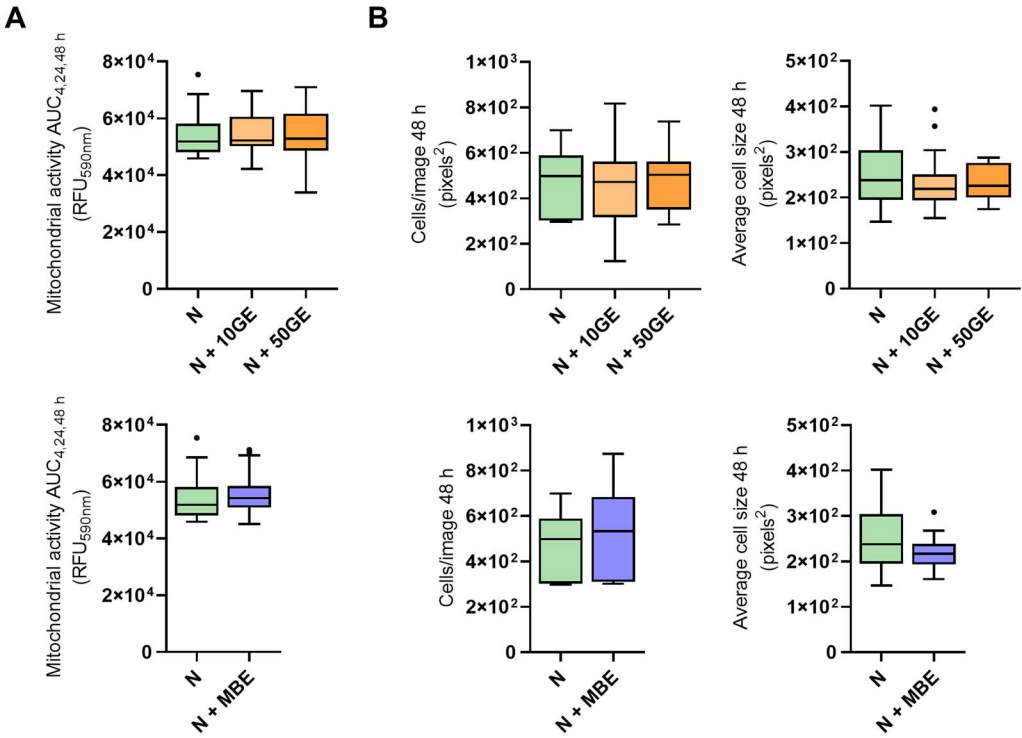 A
B
Mitochondrial activity AUC4,24,48 h
(RFU590nm)
8×10⁴
6×10⁴
4×10⁴
2×10⁴
0
N
N + 10GE
N + 50GE
Cells/image 48 h
(pixels²)
1×10³
8×10²
6×10²
4×10²
2×10²
0
N
N + 10GE
N + 50GE
Average cell size 48 h
(pixels²)
5×10²
4×10²
3×10²
2×10²
1×10²
0
N
N + 10GE
N + 50GE
Mitochondrial activity AUC4,24,48 h
(RFU590nm)
8×10⁴
6×10⁴
4×10⁴
2×10⁴
0
N
N + MBE
Cells/image 48 h
1×10³
8×10²
6×10²
4×10²
2×10²
0
N
N + MBE
Average cell size 48 h
(pixels²)
5×10²
4×10²
3×10²
2×10²
1×10²
0
N
N + MBE